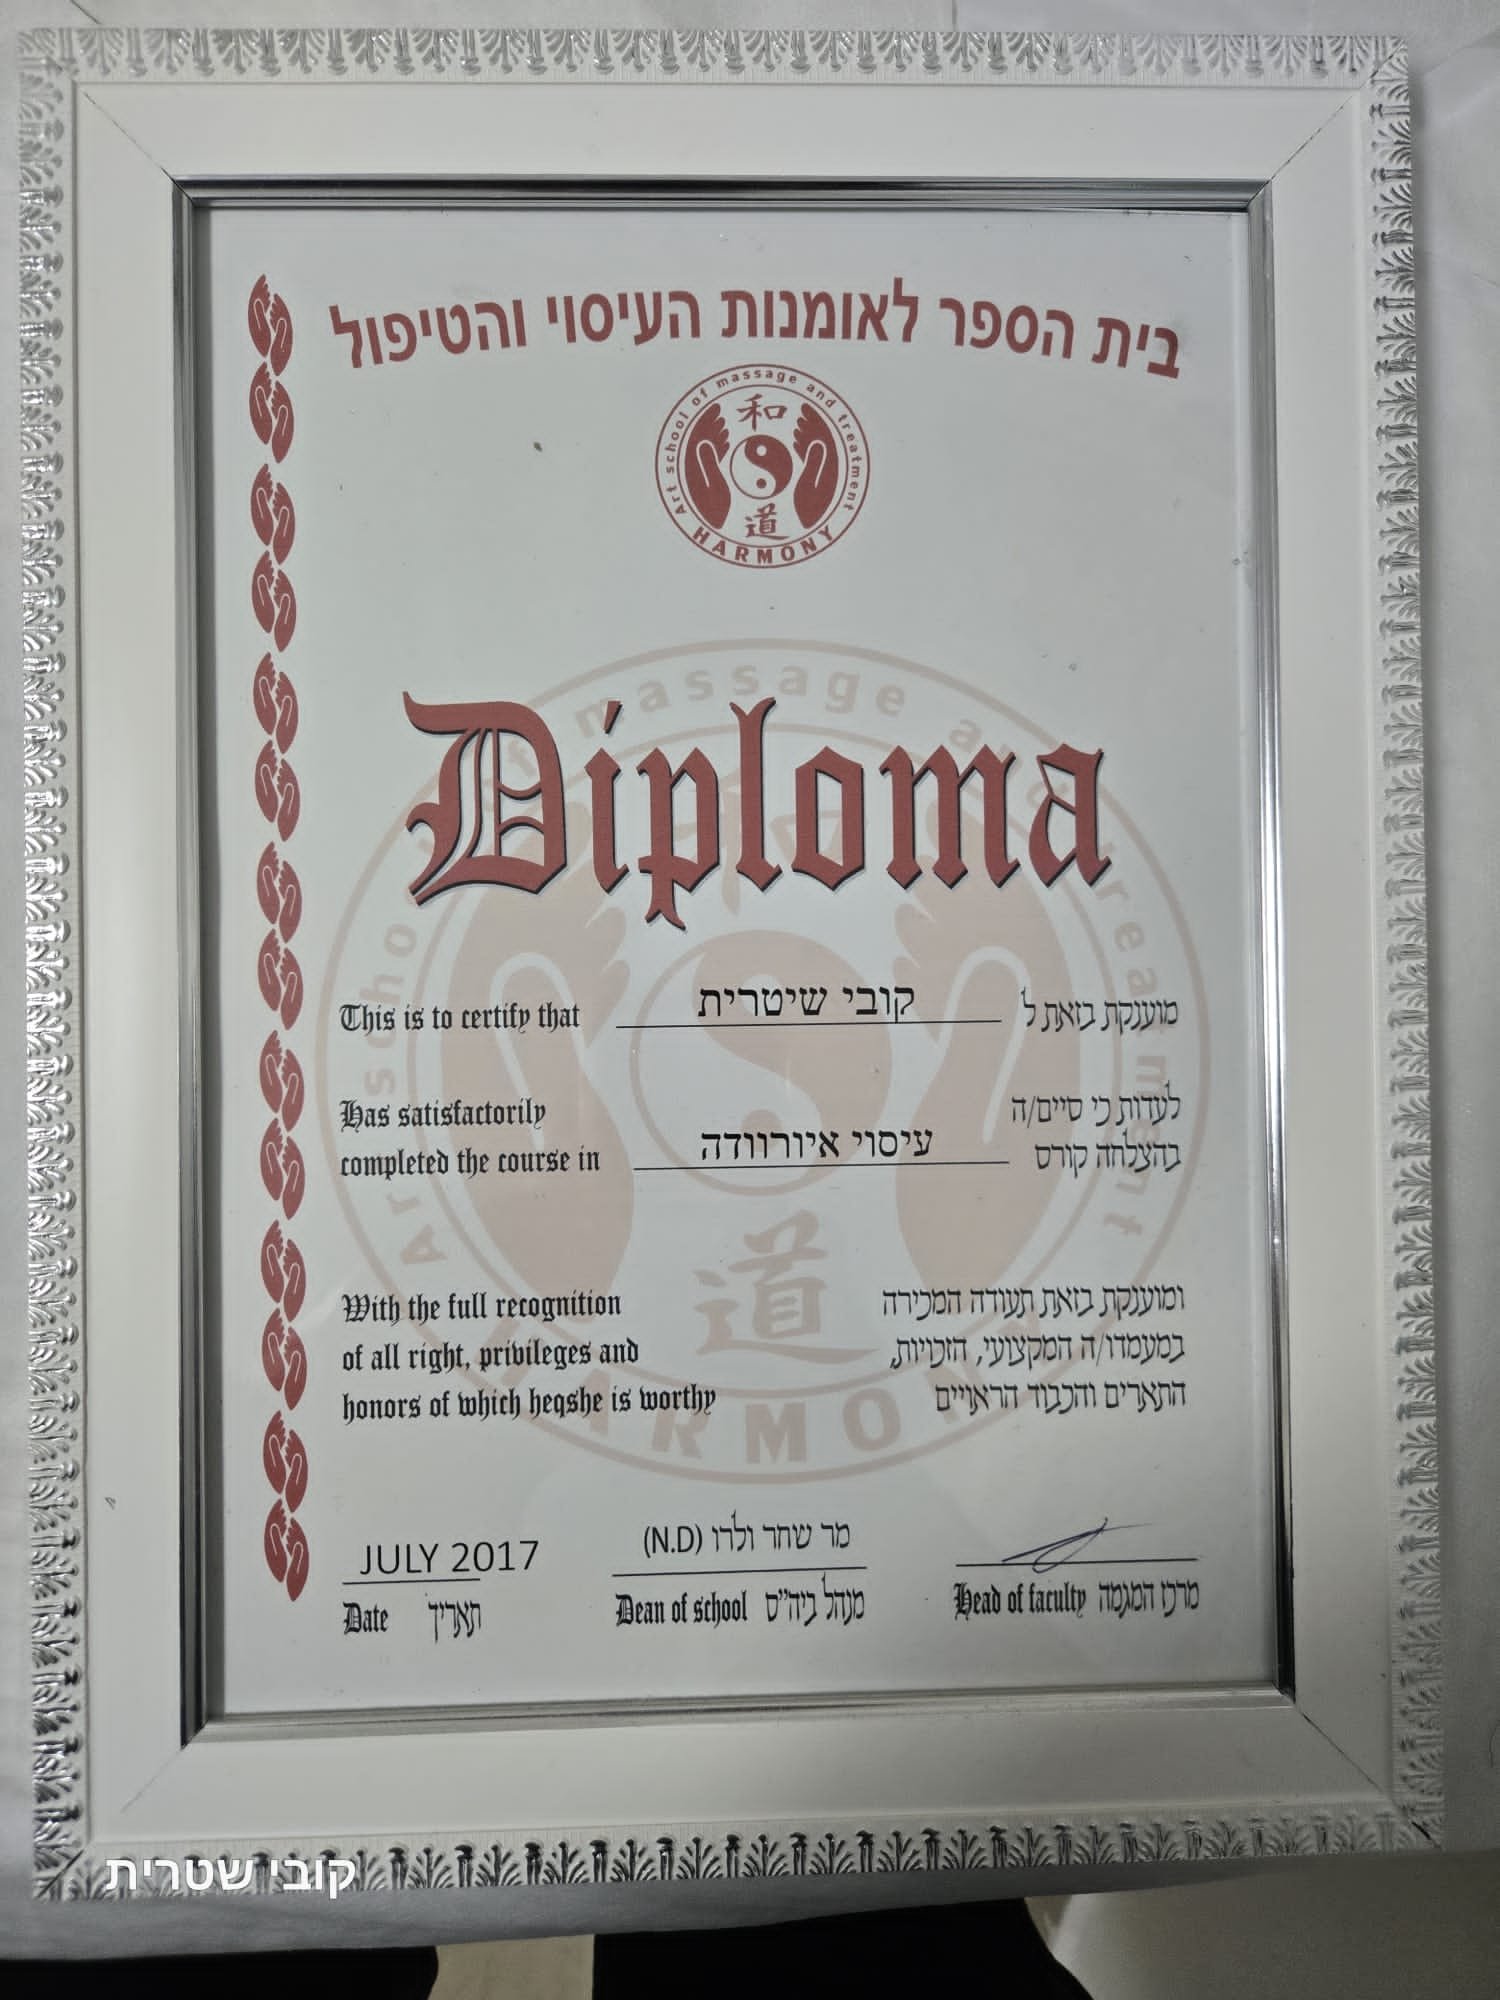 בית הספר לאומנות העיסוי והטיפול
Art school of massage and treatment
和
道
HARMONY
Diploma
This is to certify that קובי שיטרית מוענקת בזאת ל
Has satisfactorily לעדות כי סיים/ה
completed the course in עיסוי איורוודה בהצלחה קורס
With the full recognition ומוענקת בזאת תעודה המכירה
of all right, privileges and במעמדו/ה המקצועי, הזכויות,
honors of which heqshe is worthy התארים והכבוד הראויים
JULY 2017 מר שחר ולרו (N.D)
Date תאריך Dean of school מנהל ביה"ס Head of faculty מרכז המגמה
קובי שטרית